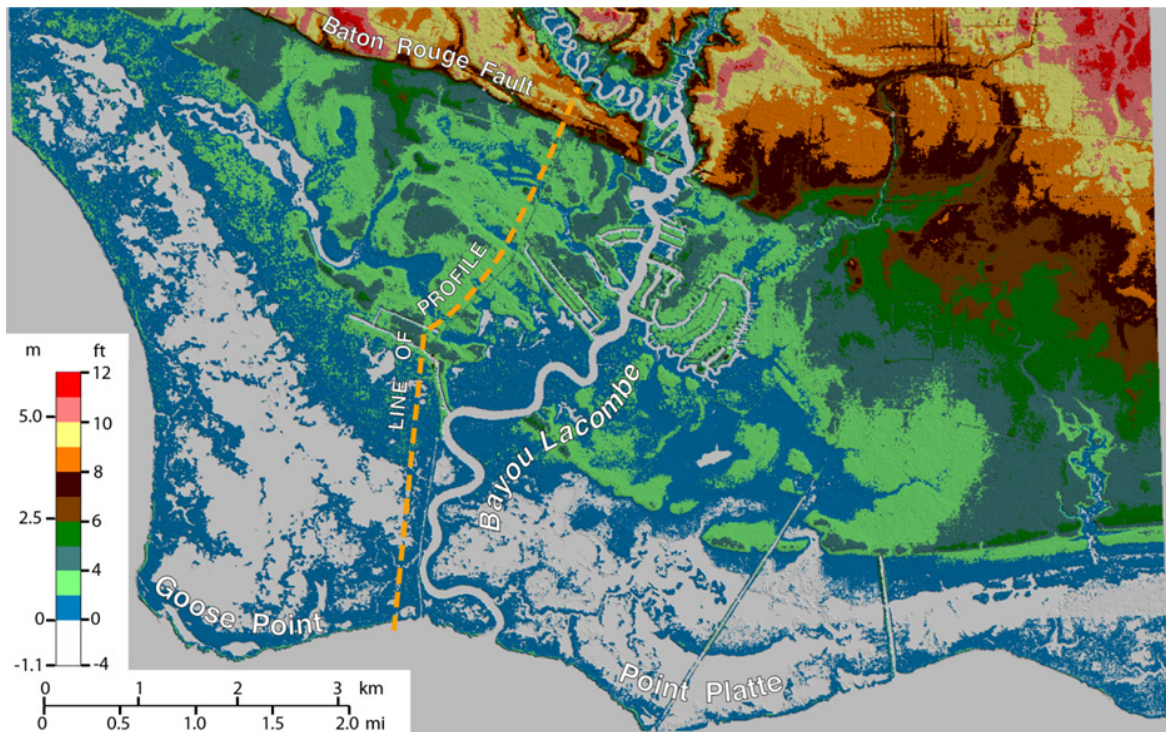 Baton Rouge Fault
LINE OF PROFILE
Bayou Lacombe
Goose Point
Point Platte
m ft
12
5.0 10
8
2.5 6
4
0 0
-1.1 -4
0 1 2 3 km
0 0.5 1.0 1.5 2.0 mi